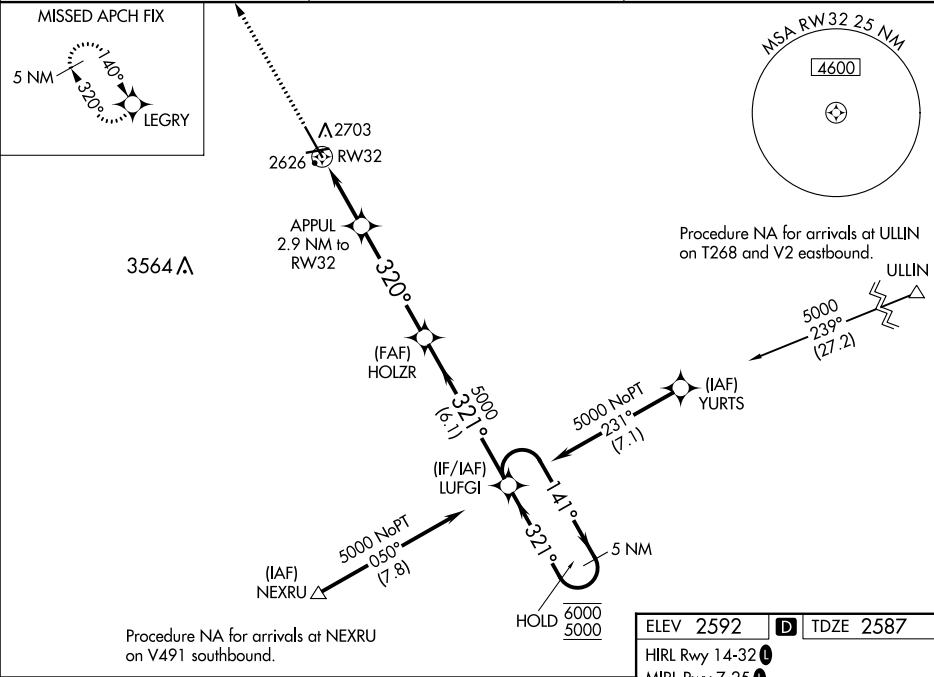 MISSED APCH FIX
5 NM
140°
320°
LEGRY
MSA RW32 25 NM
4600
2703
2626
RW32
APPUL
2.9 NM to
RW32
3564
320°
Procedure NA for arrivals at ULLIN
on T268 and V2 eastbound.
ULLIN
5000
239°
(27.2)
(FAF)
HOLZR
5000
321°
(6.1)
(IAF)
YURTS
5000 NoPT
231°
(7.1)
(IF/IAF)
LUFGI
141°
321°
5 NM
HOLD
6000
5000
5000 NoPT
050°
(7.8)
(IAF)
NEXRU
Procedure NA for arrivals at NEXRU
on V491 southbound.
ELEV 2592 D TDZE 2587
HIRL Rwy 14-32 L
MIRL Rwy 7-25 L